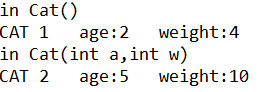 in Cat()
CAT 1   age:2   weight:4
in Cat(int a,int w)
CAT 2   age:5   weight:10